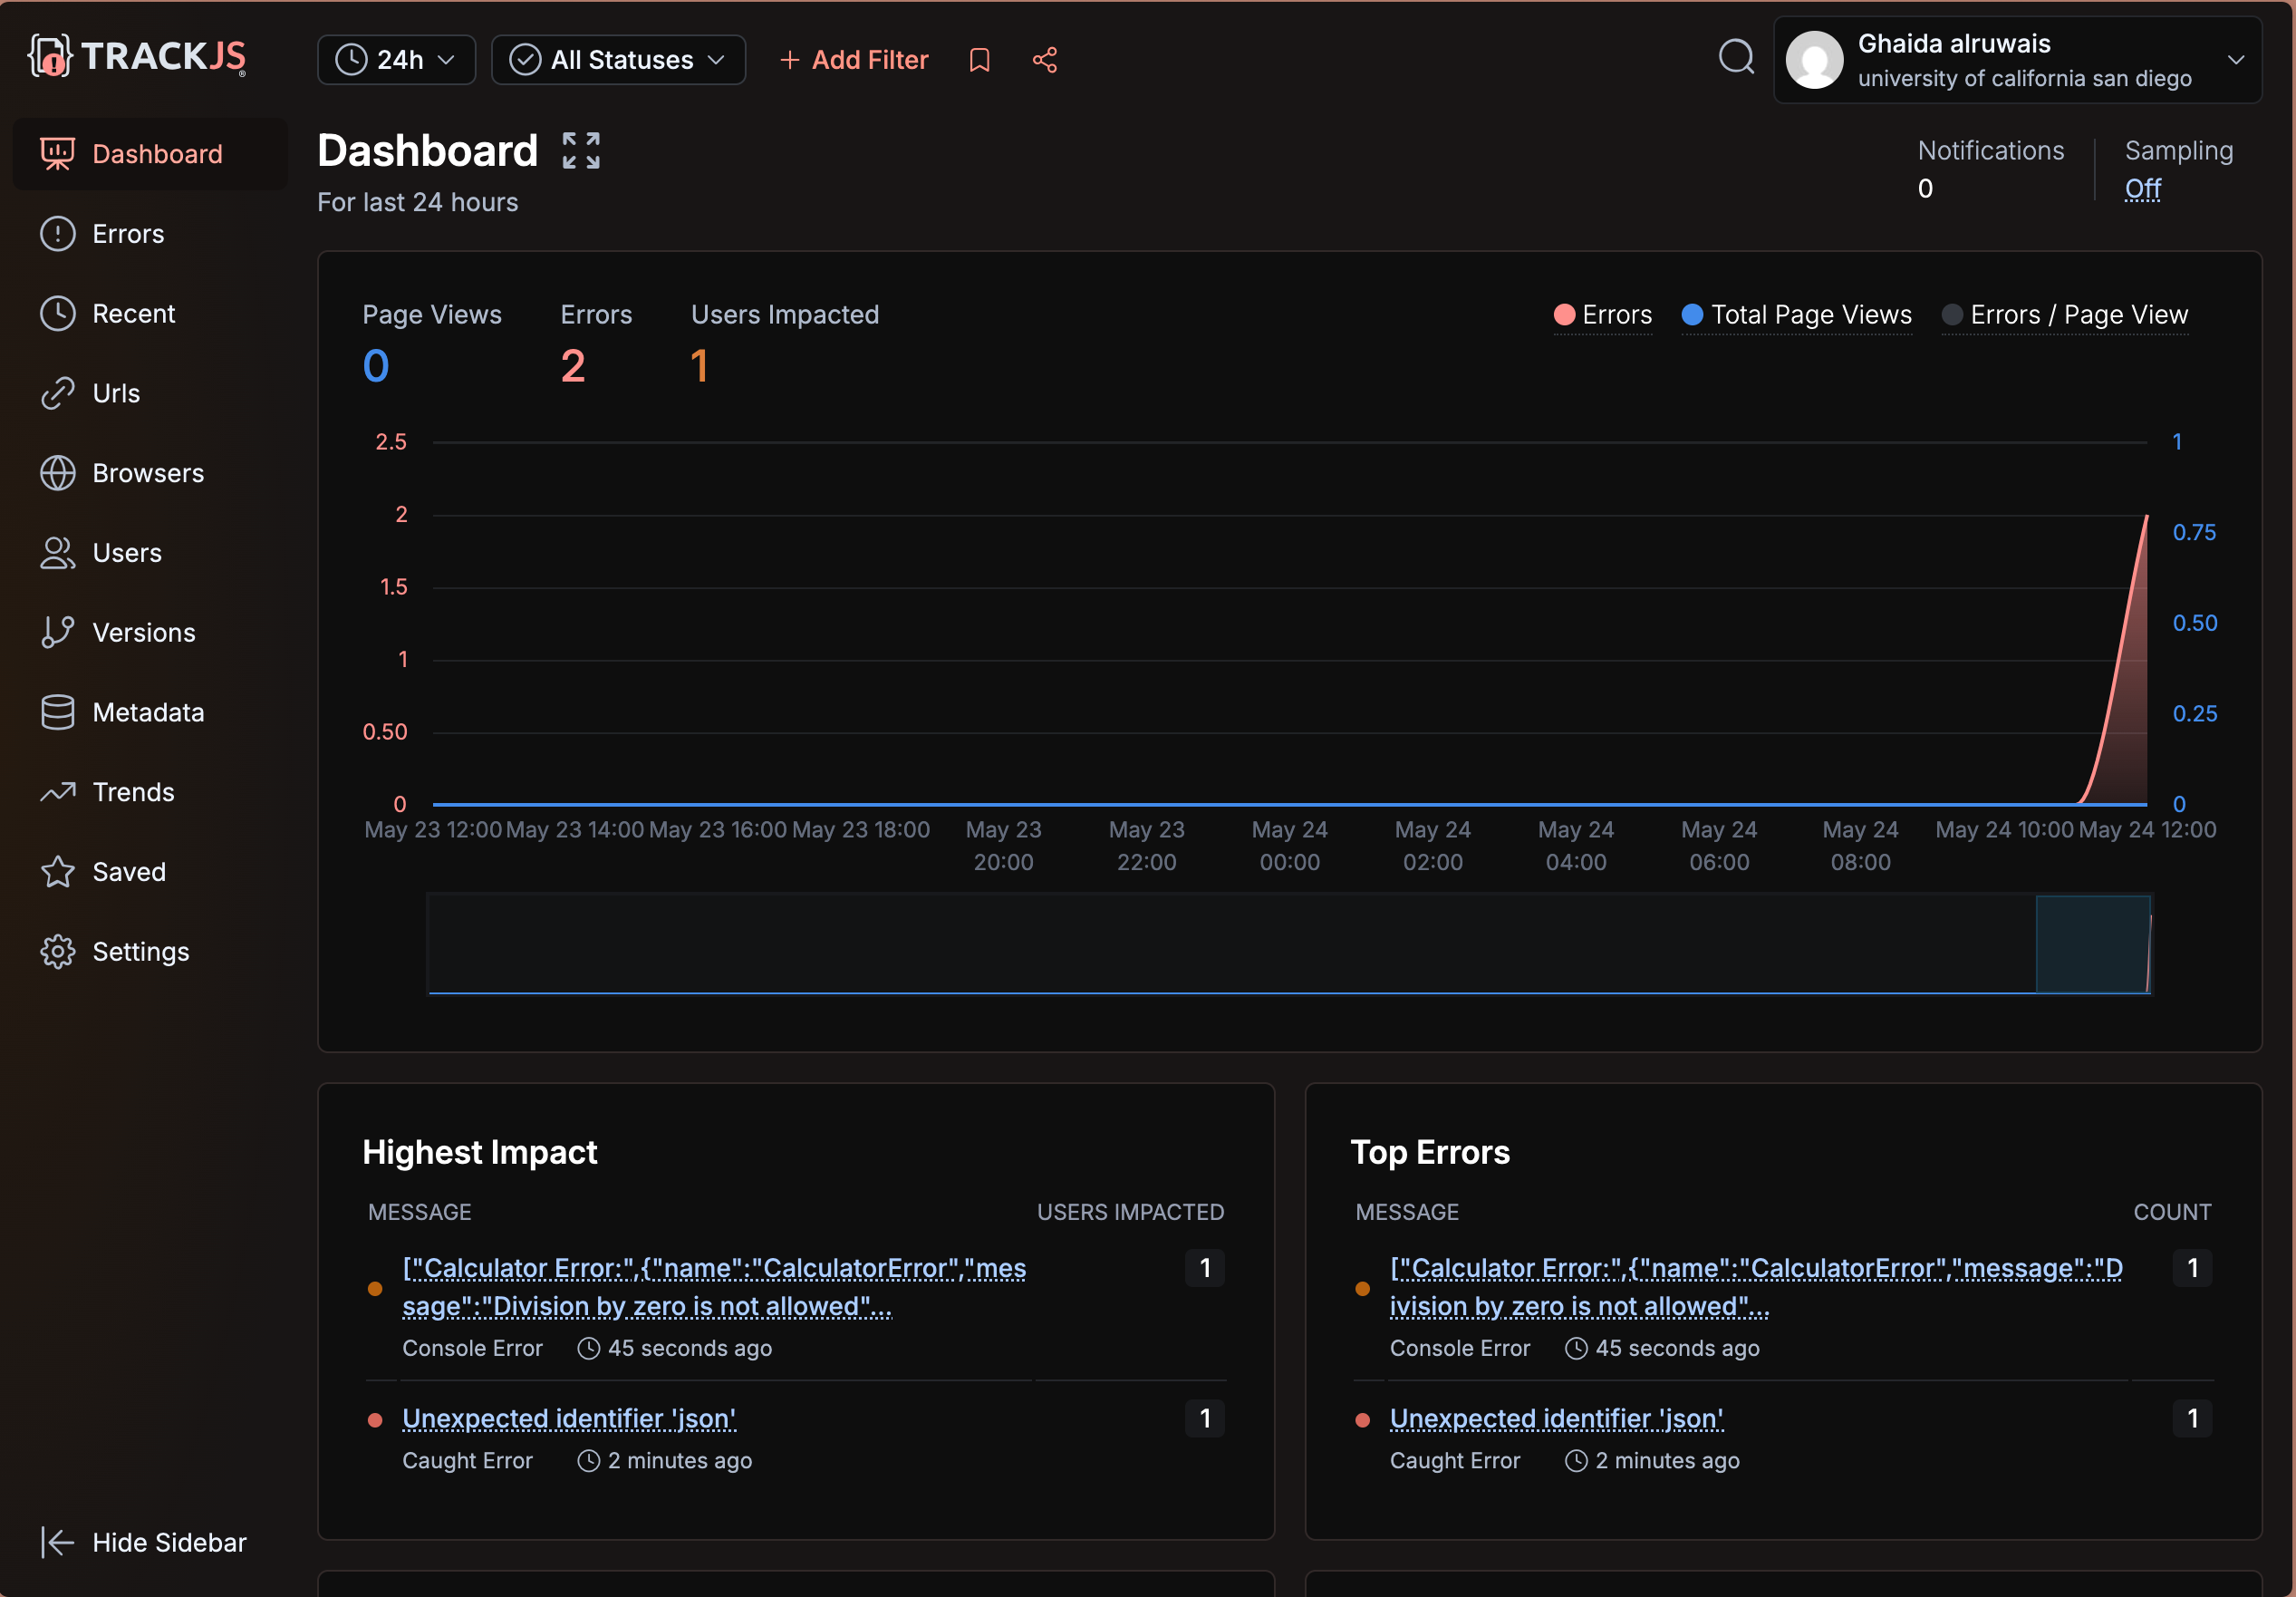 TRACKJS
24h
All Statuses
+ Add Filter
Ghaida alruwais
university of california san diego
Dashboard
Errors
Recent
Urls
Browsers
Users
Versions
Metadata
Trends
Saved
Settings
Hide Sidebar
Dashboard
For last 24 hours
Notifications
0
Sampling
Off
Page Views
0
Errors
2
Users Impacted
1
Errors
Total Page Views
Errors / Page View
2.5
2
1.5
1
0.50
0
1
0.75
0.50
0.25
0
May 23 12:00
May 23 14:00
May 23 16:00
May 23 18:00
May 23
20:00
May 23
22:00
May 24
00:00
May 24
02:00
May 24
04:00
May 24
06:00
May 24
08:00
May 24 10:00
May 24 12:00
Highest Impact
MESSAGE
USERS IMPACTED
["Calculator Error:",{"name":"CalculatorError","mes
sage":"Division by zero is not allowed"...
1
Console Error
45 seconds ago
Unexpected identifier 'json'
1
Caught Error
2 minutes ago
Top Errors
MESSAGE
COUNT
["Calculator Error:",{"name":"CalculatorError","message":"D
ivision by zero is not allowed"...
1
Console Error
45 seconds ago
Unexpected identifier 'json'
1
Caught Error
2 minutes ago